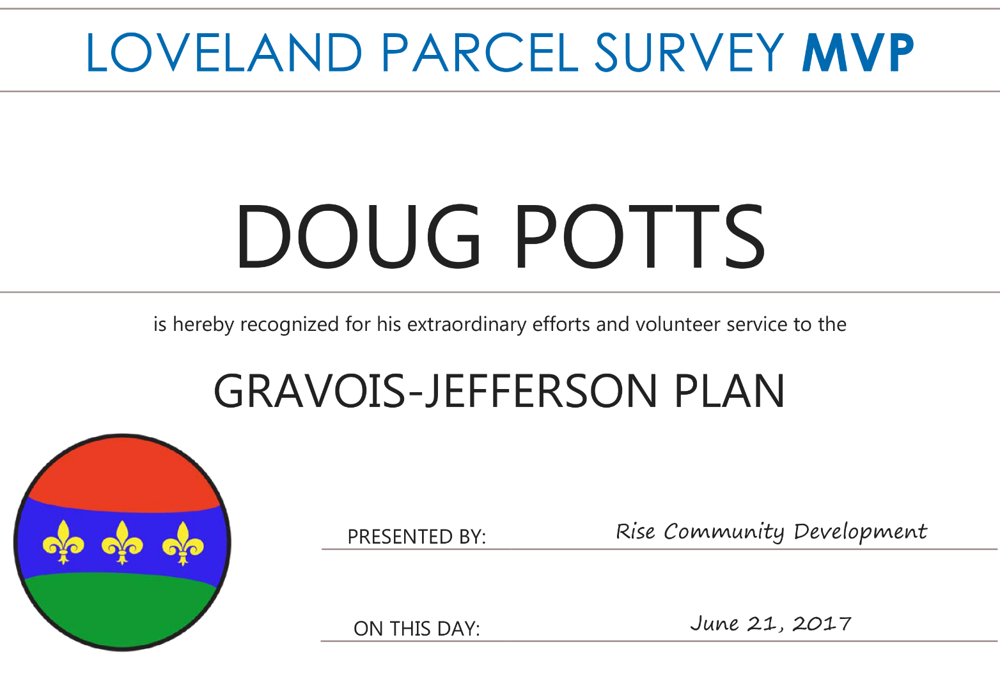 LOVELAND PARCEL SURVEY MVP
DOUG POTTS
is hereby recognized for his extraordinary efforts and volunteer service to the
GRAVOIS-JEFFERSON PLAN
PRESENTED BY: Rise Community Development
ON THIS DAY: June 21, 2017